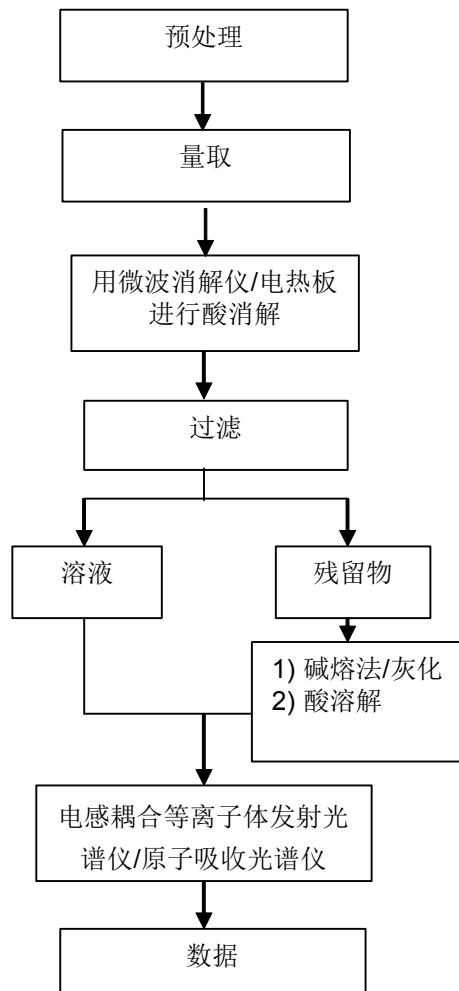 预处理
量取
用微波消解仪/电热板
进行酸消解
过滤
溶液
残留物
1) 碱熔法/灰化
2) 酸溶解
电感耦合等离子体发射光
谱仪/原子吸收光谱仪
数据